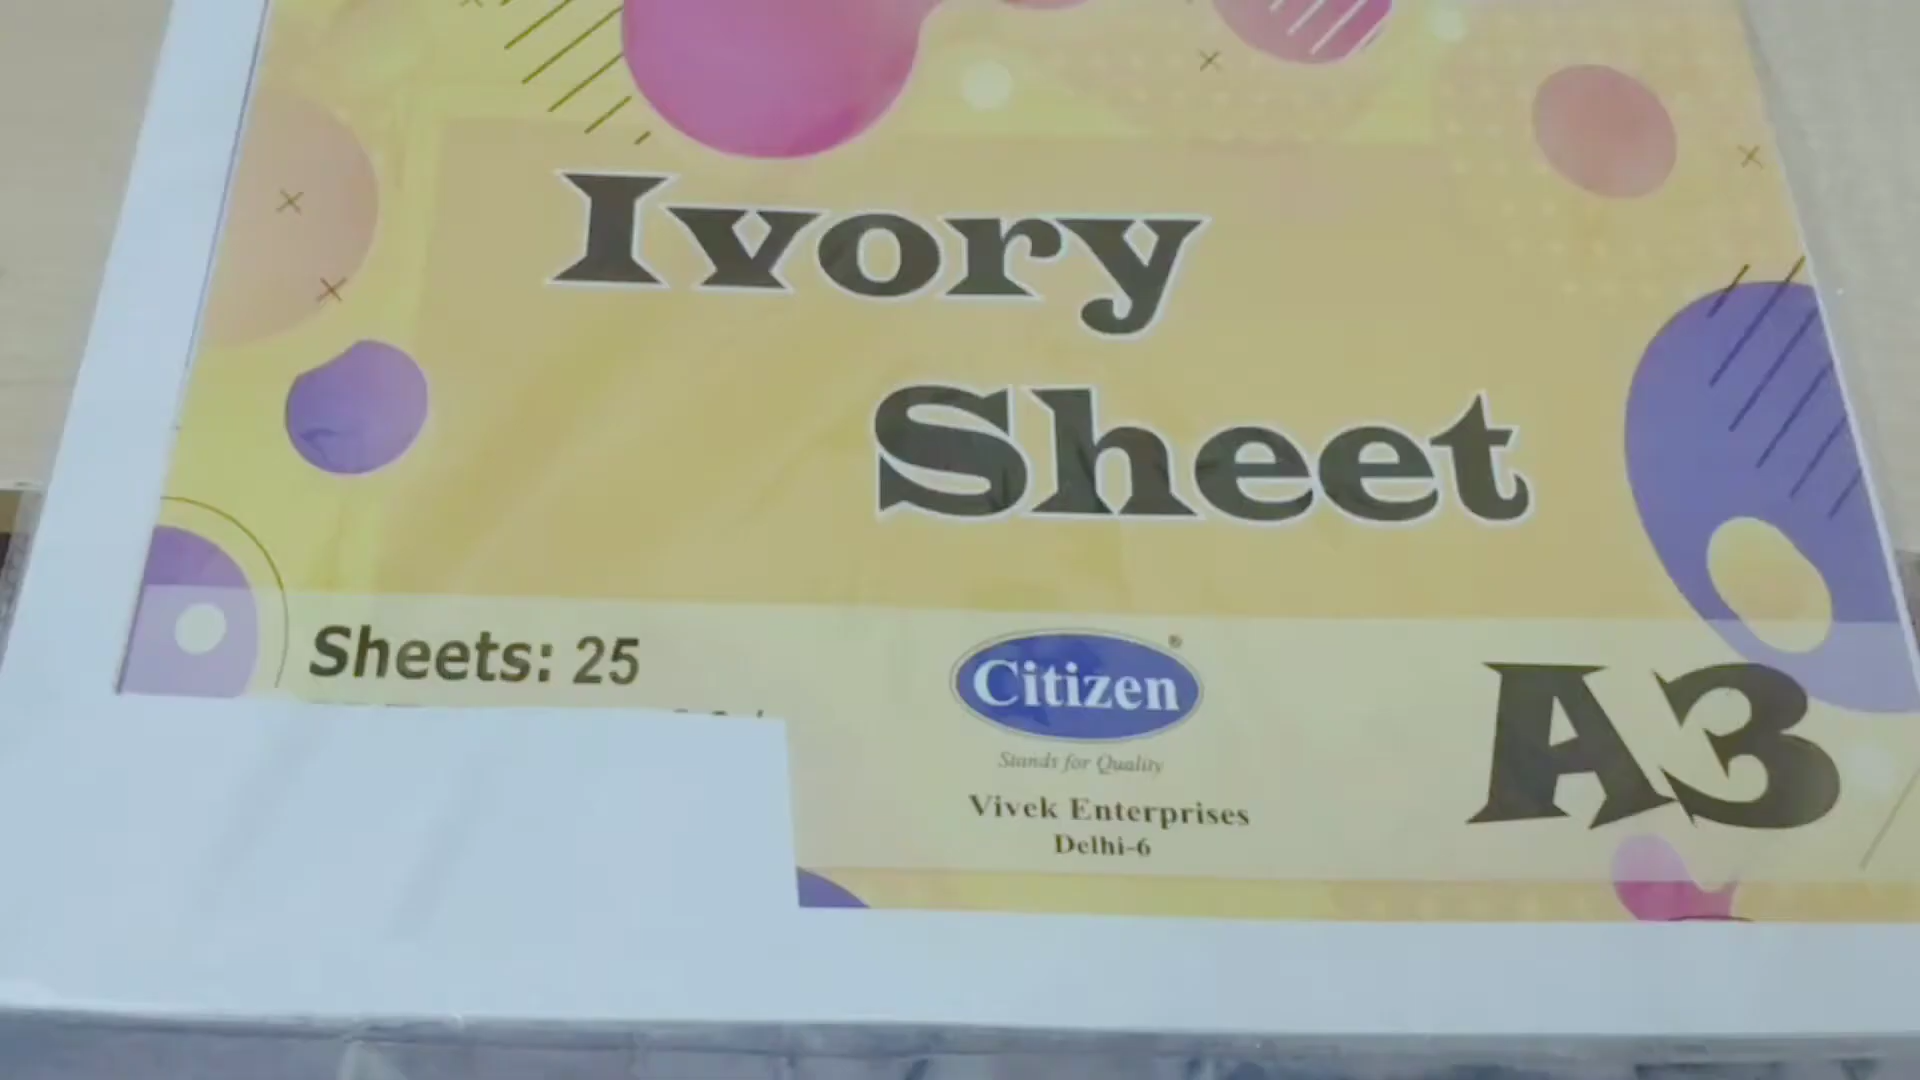 Ivory
Sheet
Sheets: 25
Citizen®
Stands for Quality
Vivek Enterprises
Delhi-6
A3